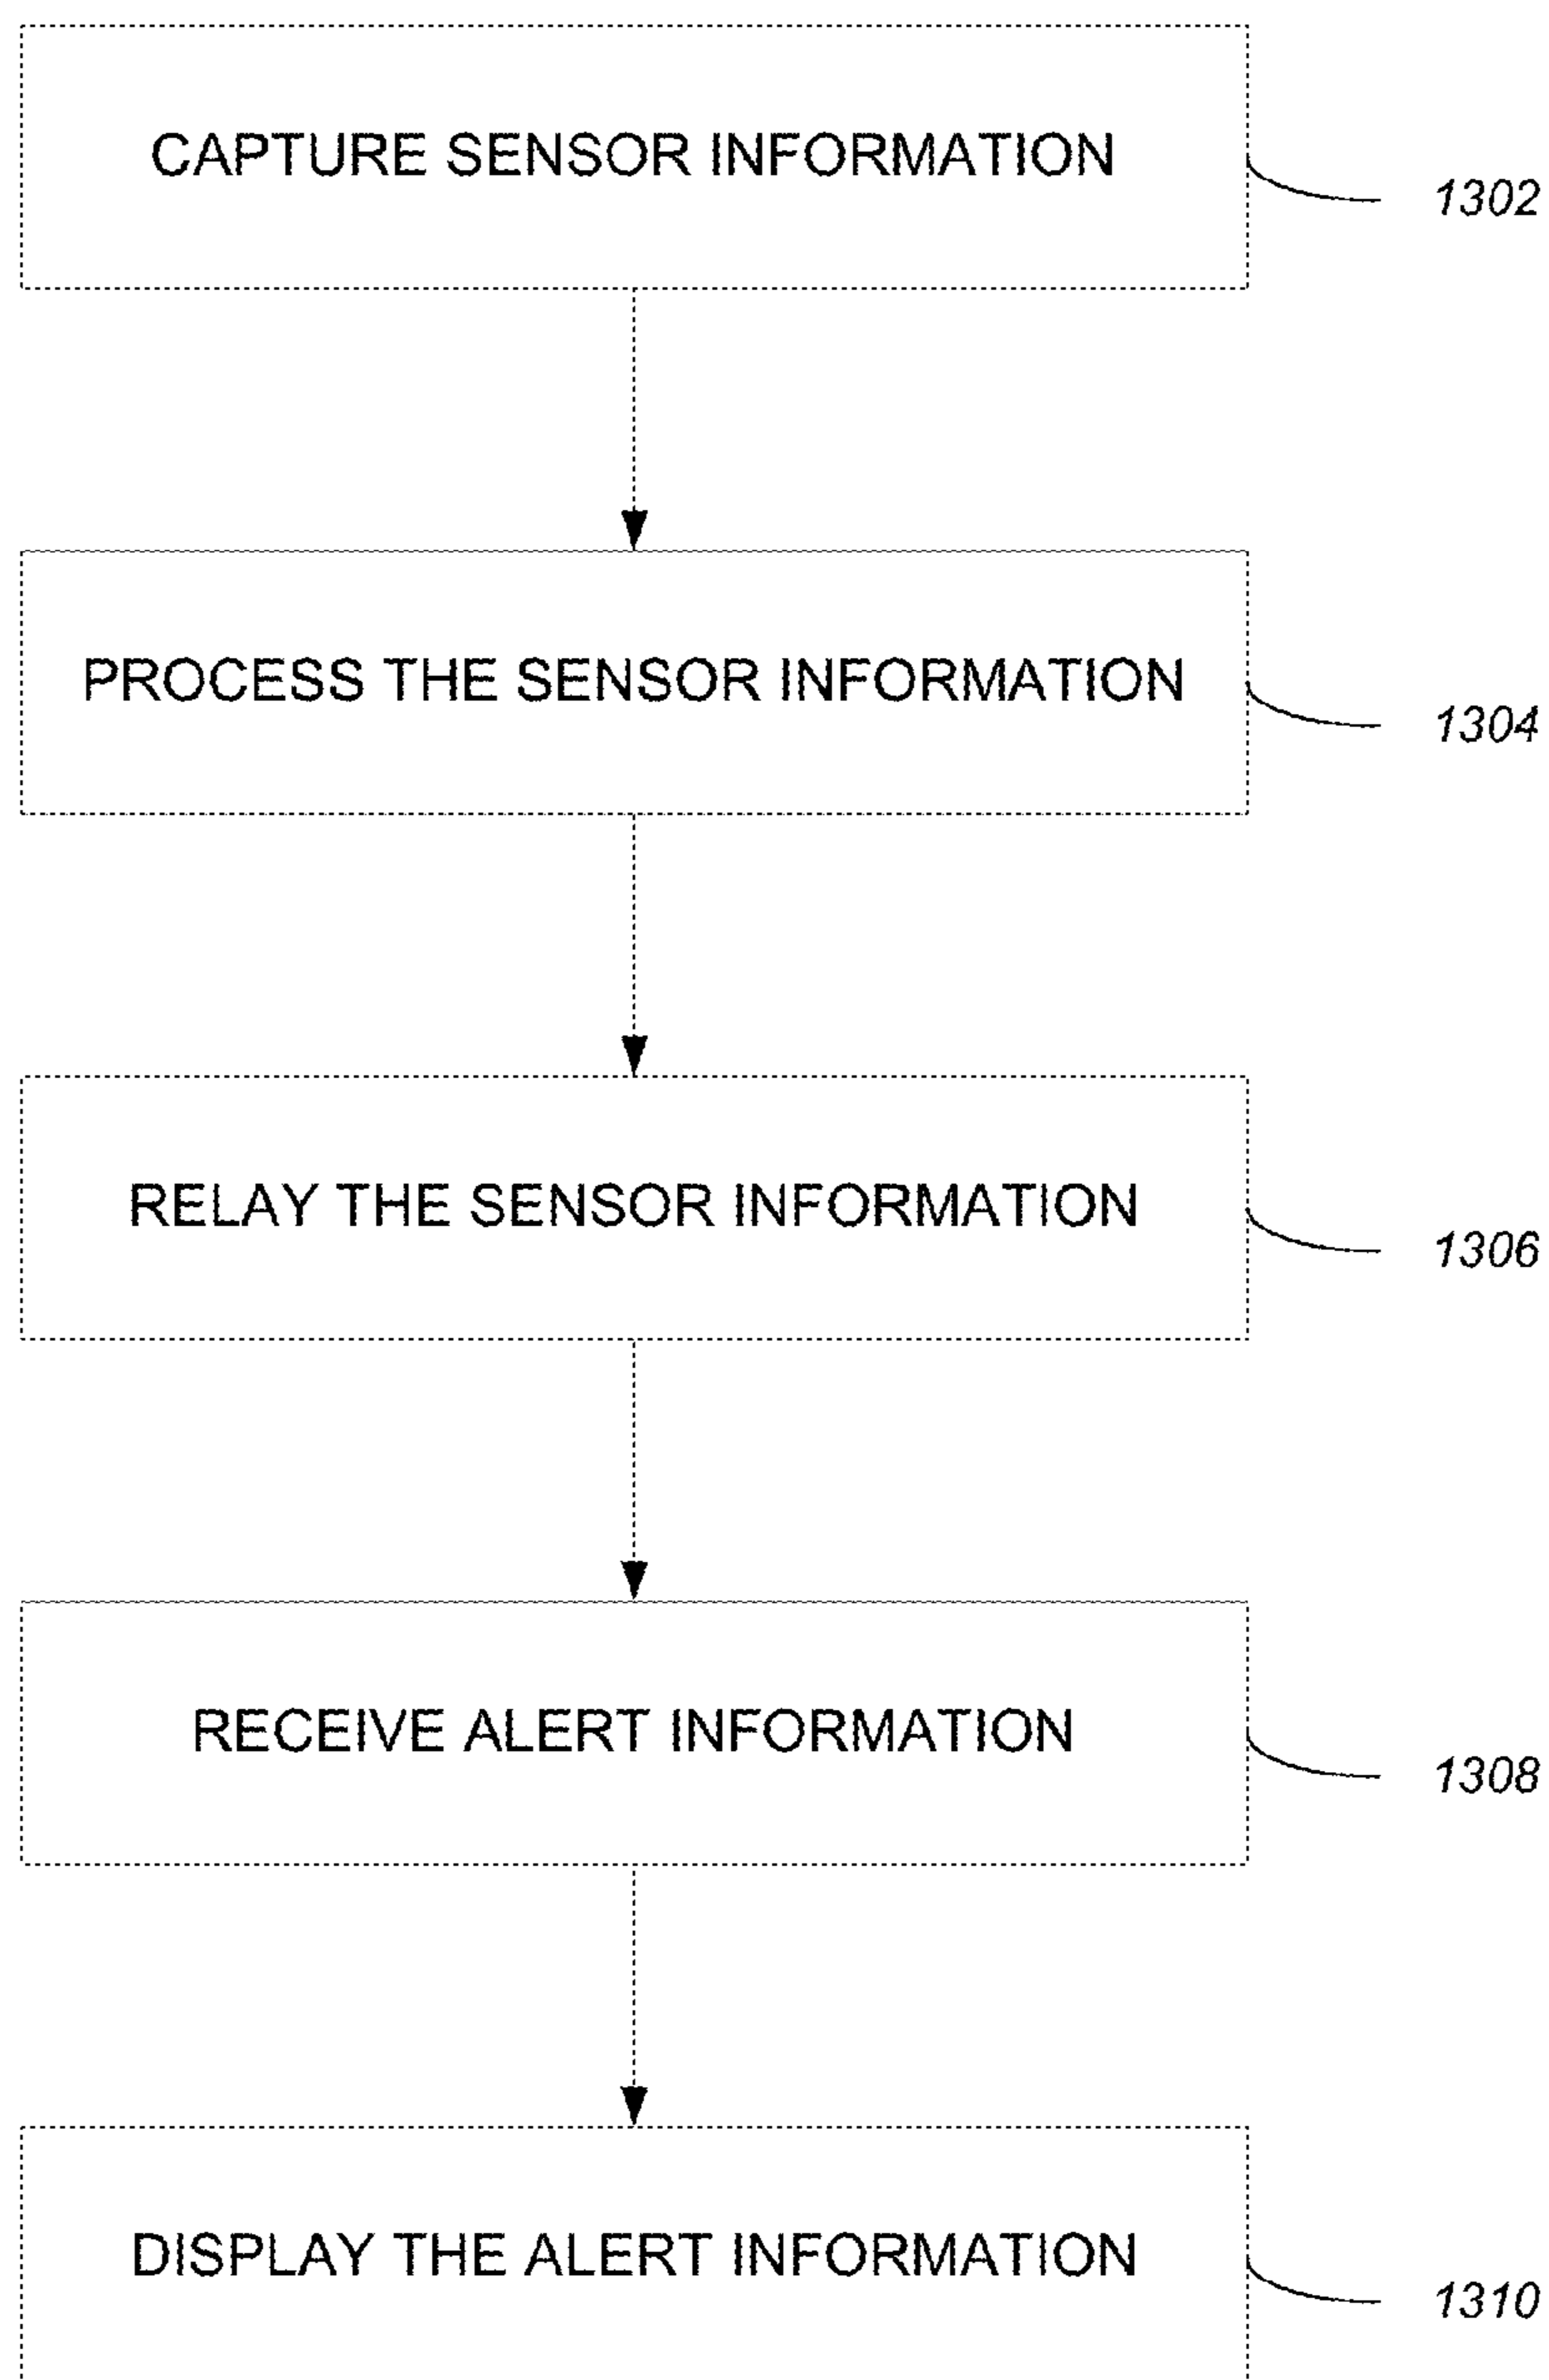 CAPTURE SENSOR INFORMATION
1302
PROCESS THE SENSOR INFORMATION
1304
RELAY THE SENSOR INFORMATION
1306
RECEIVE ALERT INFORMATION
1308
DISPLAY THE ALERT INFORMATION
1310